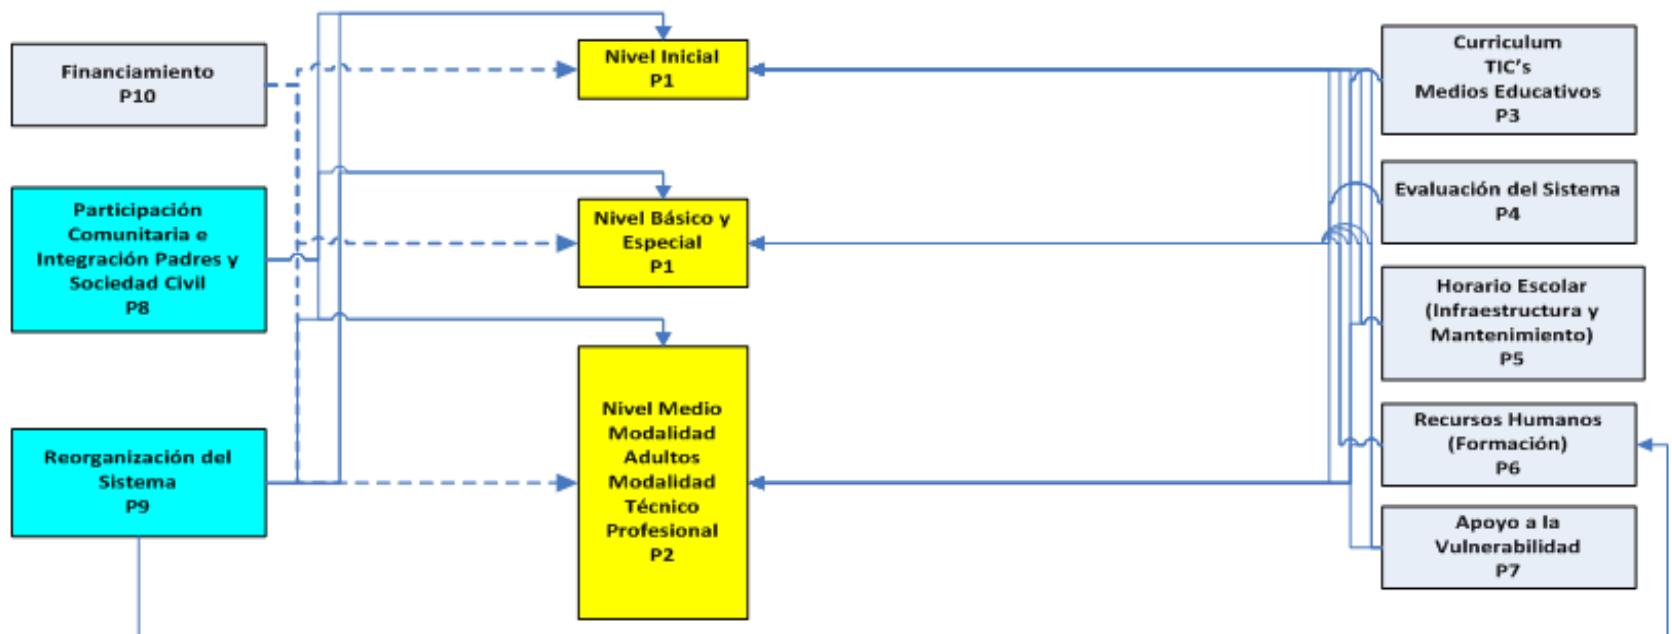 Financiamiento
P10
Participación
Comunitaria e
Integración Padres y
Sociedad Civil
P8
Reorganización del
Sistema
P9
Nivel Inicial
P1
Nivel Básico y
Especial
P1
Nivel Medio
Modalidad
Adultos
Modalidad
Técnico
Profesional
P2
Curriculum
TIC's
Medios Educativos
P3
Evaluación del Sistema
P4
Horario Escolar
(Infraestructura y
Mantenimiento)
P5
Recursos Humanos
(Formación)
P6
Apoyo a la
Vulnerabilidad
P7